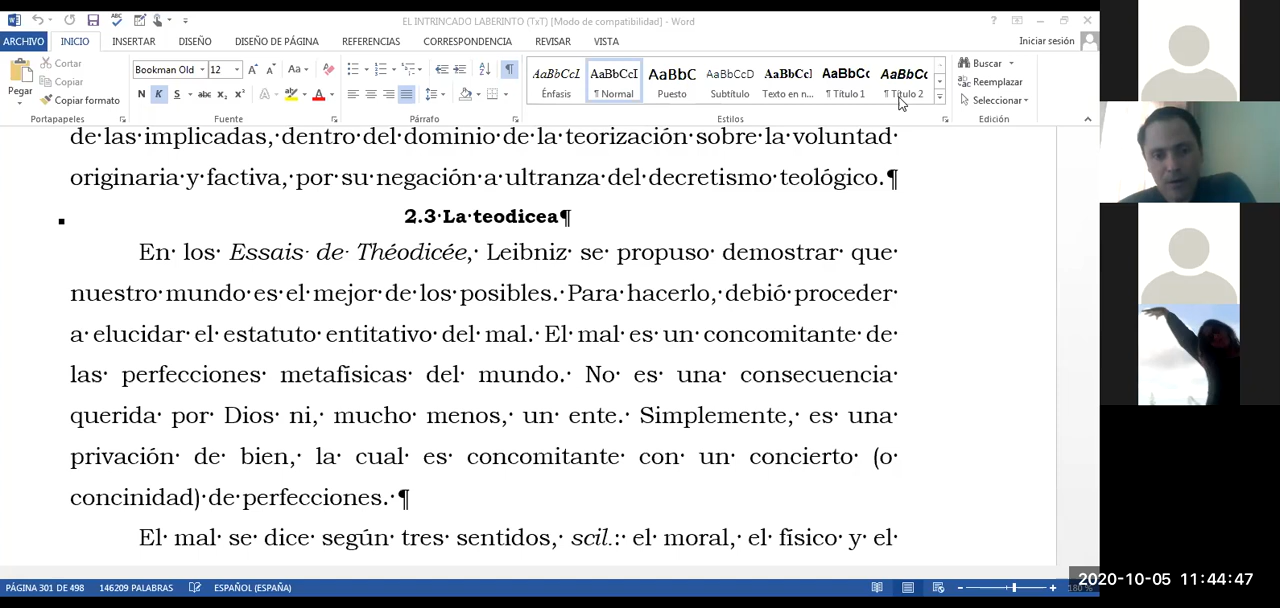 EL INTRINCADO LABERINTO (TxT) [Modo de compatibilidad] - Word
ARCHIVO INICIO INSERTAR DISEÑO DISEÑO DE PÁGINA REFERENCIAS CORRESPONDENCIA REVISAR VISTA Iniciar sesión
Pegar
Cortar
Copiar
Copiar formato
Portapapeles
Bookman Old 12
Aa
N K S abc x₂ x²
A A
Fuente
Párrafo
AaBbCcI AaBbCcI AaBbC AaBbCcD AaBbCcI AaBbCc AaBbCc
Énfasis ¶ Normal Puesto Subtítulo Texto en n... ¶ Título 1 ¶ Título 2
Estilos
Buscar
Reemplazar
Seleccionar
Edición
de las implicadas, dentro del dominio de la teorización sobre la voluntad
originaria y factiva, por su negación a ultranza del decretismo teológico.¶
2.3 La teodicea¶
En los Essais de Théodicée, Leibniz se propuso demostrar que
nuestro mundo es el mejor de los posibles. Para hacerlo, debió proceder
a elucidar el estatuto entitativo del mal. El mal es un concomitante de
las perfecciones metafísicas del mundo. No es una consecuencia
querida por Dios ni, mucho menos, un ente. Simplemente, es una
privación de bien, la cual es concomitante con un concierto (o
concinidad) de perfecciones. ¶
El mal se dice según tres sentidos, scil.: el moral, el físico y el
PÁGINA 301 DE 498 146209 PALABRAS ESPAÑOL (ESPAÑA) 180 %
2020-10-05 11:44:47